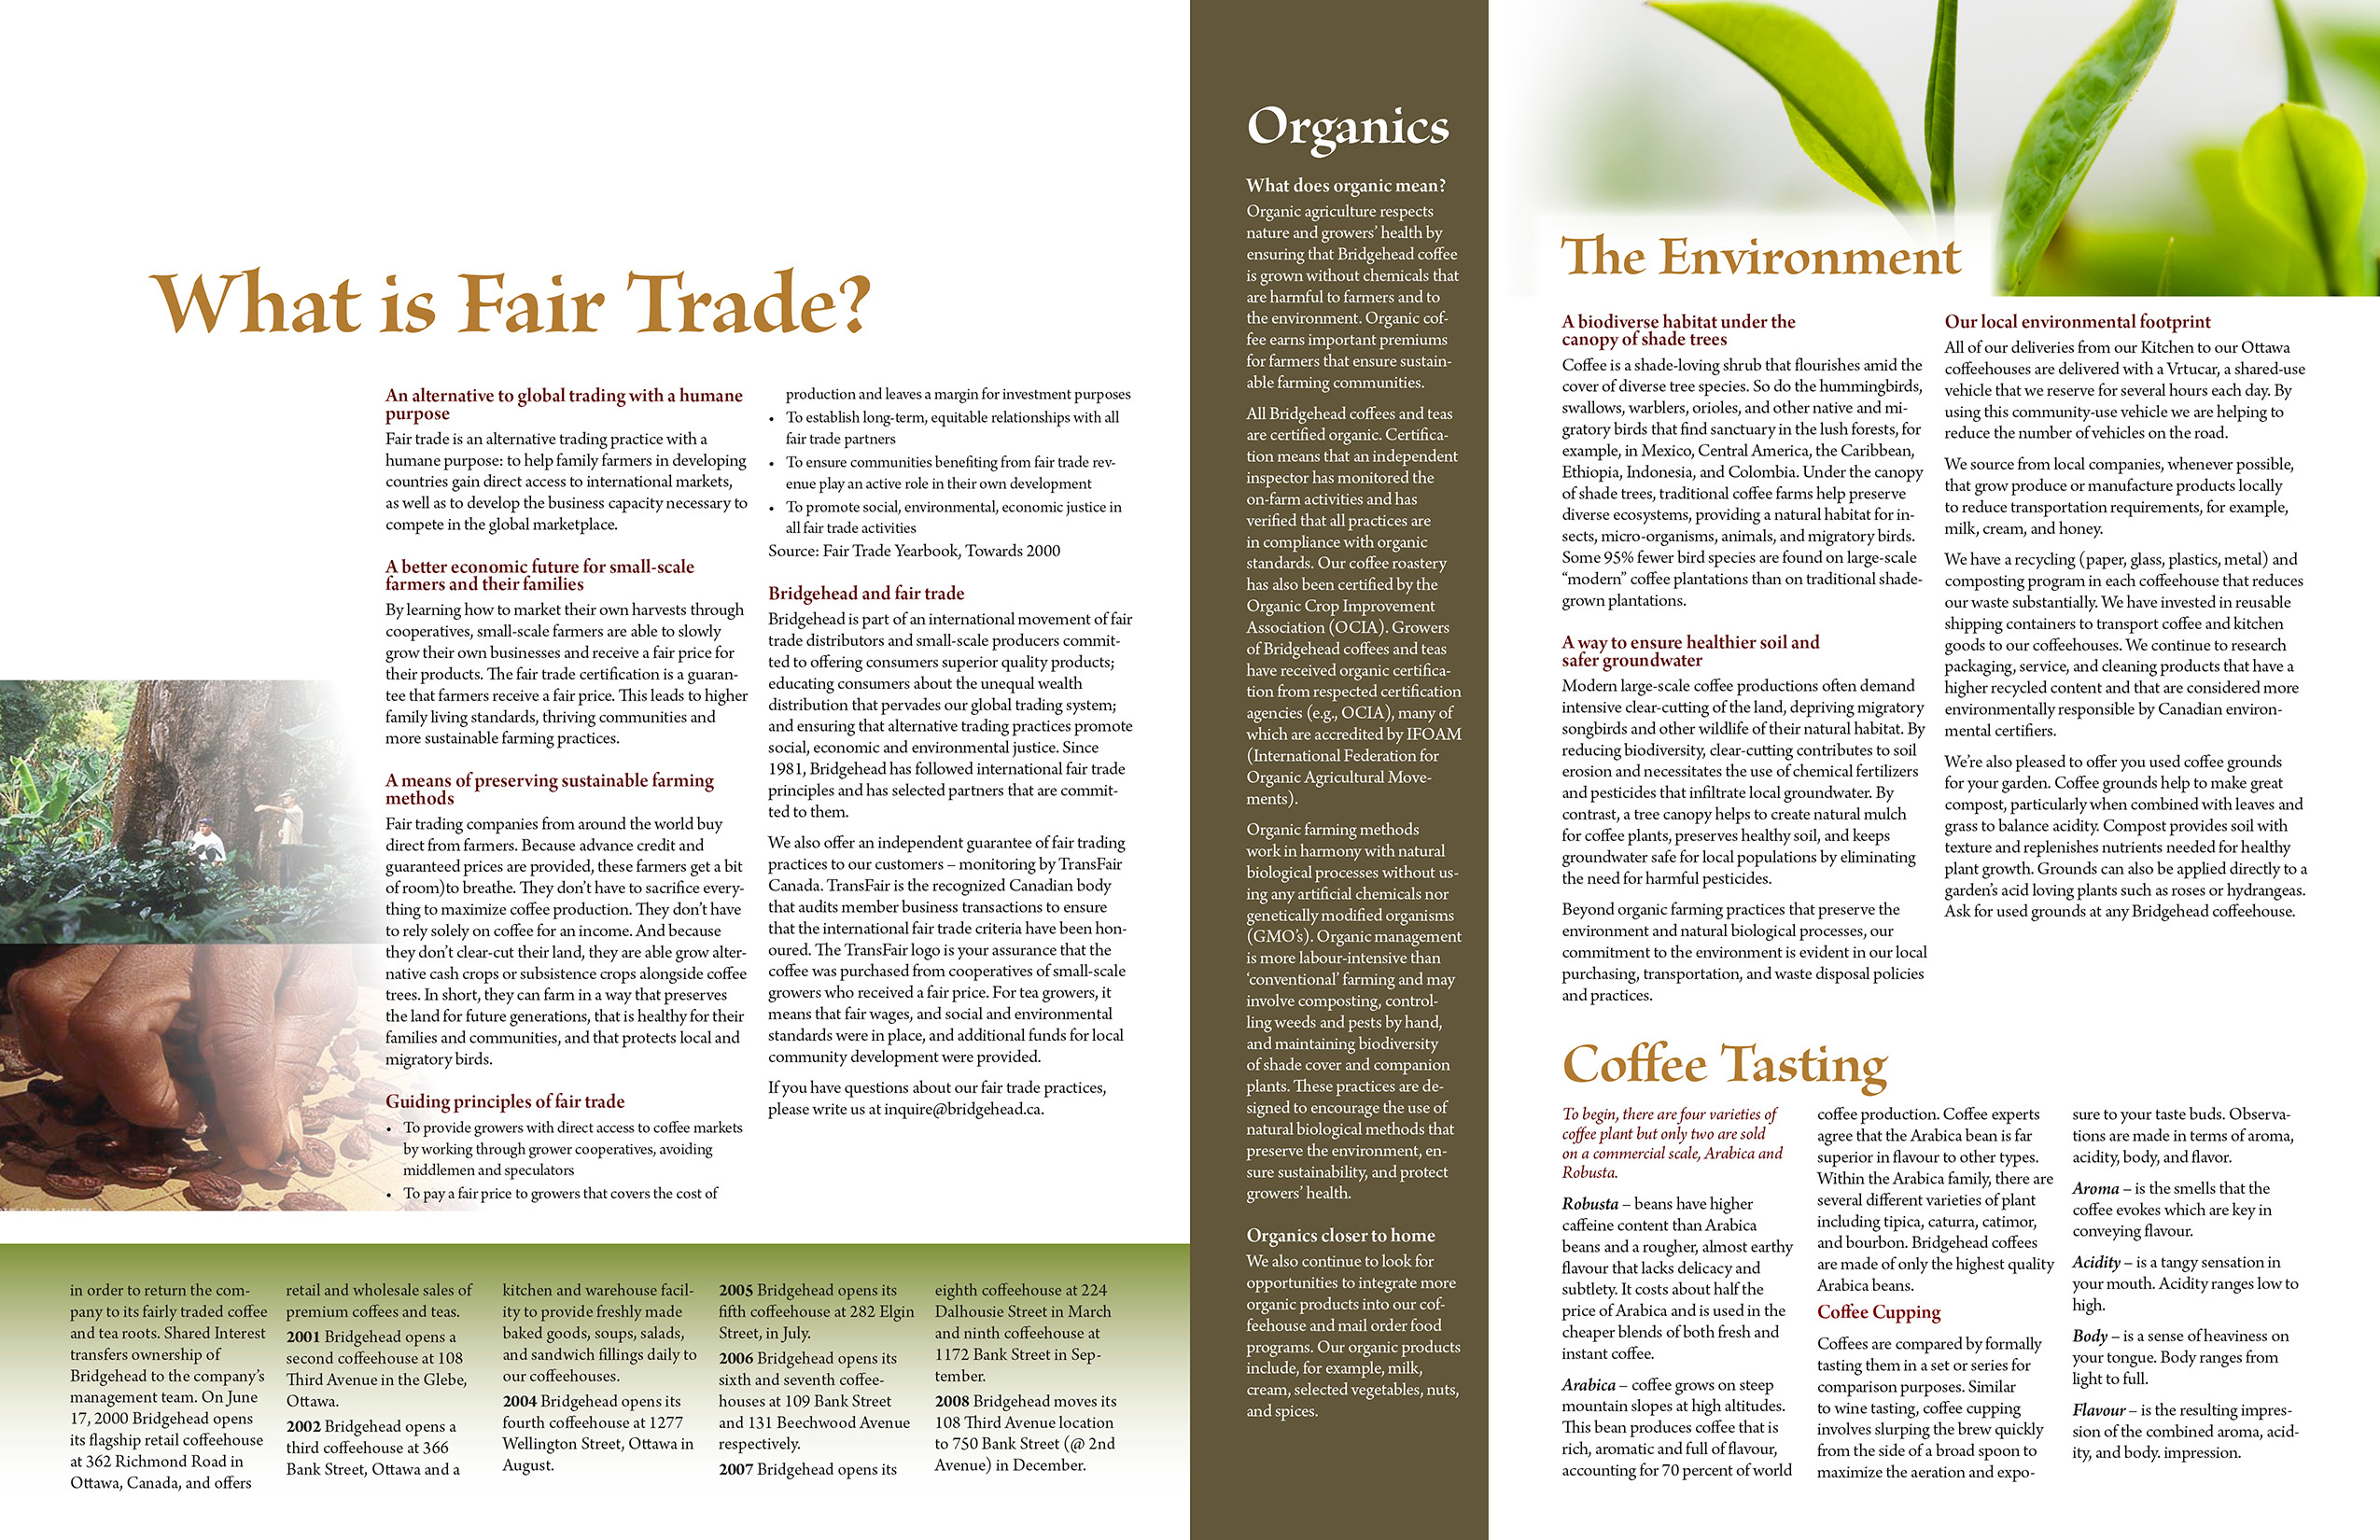 What is Fair Trade?
An alternative to global trading with a humane
purpose
Fair trade is an alternative trading practice with a
humane purpose: to help family farmers in developing
countries gain direct access to international markets,
as well as to develop the business capacity necessary to
compete in the global marketplace.
A better economic future for small-scale
farmers and their families
By learning how to market their own harvests through
cooperatives, small-scale farmers are able to slowly
grow their own businesses and receive a fair price for
their products. The fair trade certification is a guaran-
tee that farmers receive a fair price. This leads to higher
family living standards, thriving communities and
more sustainable farming practices.
A means of preserving sustainable farming
methods
Fair trading companies from around the world buy
direct from farmers. Because advance credit and
guaranteed prices are provided, these farmers get a bit
of room)to breathe. They don't have to sacrifice every-
thing to maximize coffee production. They don't have
to rely solely on coffee for an income. And because
they don't clear-cut their land, they are able grow alter-
native cash crops or subsistence crops alongside coffee
trees. In short, they can farm in a way that preserves
the land for future generations, that is healthy for their
families and communities, and that protects local and
migratory birds.
Guiding principles of fair trade
• To provide growers with direct access to coffee markets
by working through grower cooperatives, avoiding
middlemen and speculators
• To pay a fair price to growers that covers the cost of
production and leaves a margin for investment purposes
• To establish long-term, equitable relationships with all
fair trade partners
• To ensure communities benefiting from fair trade rev-
enue play an active role in their own development
• To promote social, environmental, economic justice in
all fair trade activities
Source: Fair Trade Yearbook, Towards 2000
Bridgehead and fair trade
Bridgehead is part of an international movement of fair
trade distributors and small-scale producers commit-
ted to offering consumers superior quality products;
educating consumers about the unequal wealth
distribution that pervades our global trading system;
and ensuring that alternative trading practices promote
social, economic and environmental justice. Since
1981, Bridgehead has followed international fair trade
principles and has selected partners that are commit-
ted to them.
We also offer an independent guarantee of fair trading
practices to our customers – monitoring by TransFair
Canada. TransFair is the recognized Canadian body
that audits member business transactions to ensure
that the international fair trade criteria have been hon-
oured. The TransFair logo is your assurance that the
coffee was purchased from cooperatives of small-scale
growers who received a fair price. For tea growers, it
means that fair wages, and social and environmental
standards were in place, and additional funds for local
community development were provided.
If you have questions about our fair trade practices,
please write us at inquire@bridgehead.ca.
in order to return the com-
pany to its fairly traded coffee
and tea roots. Shared Interest
transfers ownership of
Bridgehead to the company's
management team. On June
17, 2000 Bridgehead opens
its flagship retail coffeehouse
at 362 Richmond Road in
Ottawa, Canada, and offers
retail and wholesale sales of
premium coffees and teas.
2001 Bridgehead opens a
second coffeehouse at 108
Third Avenue in the Glebe,
Ottawa.
2002 Bridgehead opens a
third coffeehouse at 366
Bank Street, Ottawa and a
kitchen and warehouse facil-
ity to provide freshly made
baked goods, soups, salads,
and sandwich fillings daily to
our coffeehouses.
2004 Bridgehead opens its
fourth coffeehouse at 1277
Wellington Street, Ottawa in
August.
2005 Bridgehead opens its
fifth coffeehouse at 282 Elgin
Street, in July.
2006 Bridgehead opens its
sixth and seventh coffee-
houses at 109 Bank Street
and 131 Beechwood Avenue
respectively.
2007 Bridgehead opens its
eighth coffeehouse at 224
Dalhousie Street in March
and ninth coffeehouse at
1172 Bank Street in Sep-
tember.
2008 Bridgehead moves its
108 Third Avenue location
to 750 Bank Street (@ 2nd
Avenue) in December.
Organics
What does organic mean?
Organic agriculture respects
nature and growers' health by
ensuring that Bridgehead coffee
is grown without chemicals that
are harmful to farmers and to
the environment. Organic cof-
fee earns important premiums
for farmers that ensure sustain-
able farming communities.
All Bridgehead coffees and teas
are certified organic. Certifica-
tion means that an independent
inspector has monitored the
on-farm activities and has
verified that all practices are
in compliance with organic
standards. Our coffee roastery
has also been certified by the
Organic Crop Improvement
Association (OCIA). Growers
of Bridgehead coffees and teas
have received organic certifica-
tion from respected certification
agencies (e.g., OCIA), many of
which are accredited by IFOAM
(International Federation for
Organic Agricultural Move-
ments).
Organic farming methods
work in harmony with natural
biological processes without us-
ing any artificial chemicals nor
genetically modified organisms
(GMO's). Organic management
is more labour-intensive than
'conventional' farming and may
involve composting, control-
ling weeds and pests by hand,
and maintaining biodiversity
of shade cover and companion
plants. These practices are de-
signed to encourage the use of
natural biological methods that
preserve the environment, en-
sure sustainability, and protect
growers' health.
Organics closer to home
We also continue to look for
opportunities to integrate more
organic products into our cof-
feehouse and mail order food
programs. Our organic products
include, for example, milk,
cream, selected vegetables, nuts,
and spices.
The Environment
A biodiverse habitat under the
canopy of shade trees
Coffee is a shade-loving shrub that flourishes amid the
cover of diverse tree species. So do the hummingbirds,
swallows, warblers, orioles, and other native and mi-
gratory birds that find sanctuary in the lush forests, for
example, in Mexico, Central America, the Caribbean,
Ethiopia, Indonesia, and Colombia. Under the canopy
of shade trees, traditional coffee farms help preserve
diverse ecosystems, providing a natural habitat for in-
sects, micro-organisms, animals, and migratory birds.
Some 95% fewer bird species are found on large-scale
“modern” coffee plantations than on traditional shade-
grown plantations.
A way to ensure healthier soil and
safer groundwater
Modern large-scale coffee productions often demand
intensive clear-cutting of the land, depriving migratory
songbirds and other wildlife of their natural habitat. By
reducing biodiversity, clear-cutting contributes to soil
erosion and necessitates the use of chemical fertilizers
and pesticides that infiltrate local groundwater. By
contrast, a tree canopy helps to create natural mulch
for coffee plants, preserves healthy soil, and keeps
groundwater safe for local populations by eliminating
the need for harmful pesticides.
Beyond organic farming practices that preserve the
environment and natural biological processes, our
commitment to the environment is evident in our local
purchasing, transportation, and waste disposal policies
and practices.
Our local environmental footprint
All of our deliveries from our Kitchen to our Ottawa
coffeehouses are delivered with a Vrtucar, a shared-use
vehicle that we reserve for several hours each day. By
using this community-use vehicle we are helping to
reduce the number of vehicles on the road.
We source from local companies, whenever possible,
that grow produce or manufacture products locally
to reduce transportation requirements, for example,
milk, cream, and honey.
We have a recycling (paper, glass, plastics, metal) and
composting program in each coffeehouse that reduces
our waste substantially. We have invested in reusable
shipping containers to transport coffee and kitchen
goods to our coffeehouses. We continue to research
packaging, service, and cleaning products that have a
higher recycled content and that are considered more
environmentally responsible by Canadian environ-
mental certifiers.
We're also pleased to offer you used coffee grounds
for your garden. Coffee grounds help to make great
compost, particularly when combined with leaves and
grass to balance acidity. Compost provides soil with
texture and replenishes nutrients needed for healthy
plant growth. Grounds can also be applied directly to a
garden's acid loving plants such as roses or hydrangeas.
Ask for used grounds at any Bridgehead coffeehouse.
Coffee Tasting
To begin, there are four varieties of
coffee plant but only two are sold
on a commercial scale, Arabica and
Robusta.
Robusta – beans have higher
caffeine content than Arabica
beans and a rougher, almost earthy
flavour that lacks delicacy and
subtlety. It costs about half the
price of Arabica and is used in the
cheaper blends of both fresh and
instant coffee.
Arabica – coffee grows on steep
mountain slopes at high altitudes.
This bean produces coffee that is
rich, aromatic and full of flavour,
accounting for 70 percent of world
coffee production. Coffee experts
agree that the Arabica bean is far
superior in flavour to other types.
Within the Arabica family, there are
several different varieties of plant
including tipica, caturra, catimor,
and bourbon. Bridgehead coffees
are made of only the highest quality
Arabica beans.
Coffee Cupping
Coffees are compared by formally
tasting them in a set or series for
comparison purposes. Similar
to wine tasting, coffee cupping
involves slurping the brew quickly
from the side of a broad spoon to
maximize the aeration and expo-
sure to your taste buds. Observa-
tions are made in terms of aroma,
acidity, body, and flavor.
Aroma – is the smells that the
coffee evokes which are key in
conveying flavour.
Acidity – is a tangy sensation in
your mouth. Acidity ranges low to
high.
Body – is a sense of heaviness on
your tongue. Body ranges from
light to full.
Flavour – is the resulting impres-
sion of the combined aroma, acid-
ity, and body. impression.